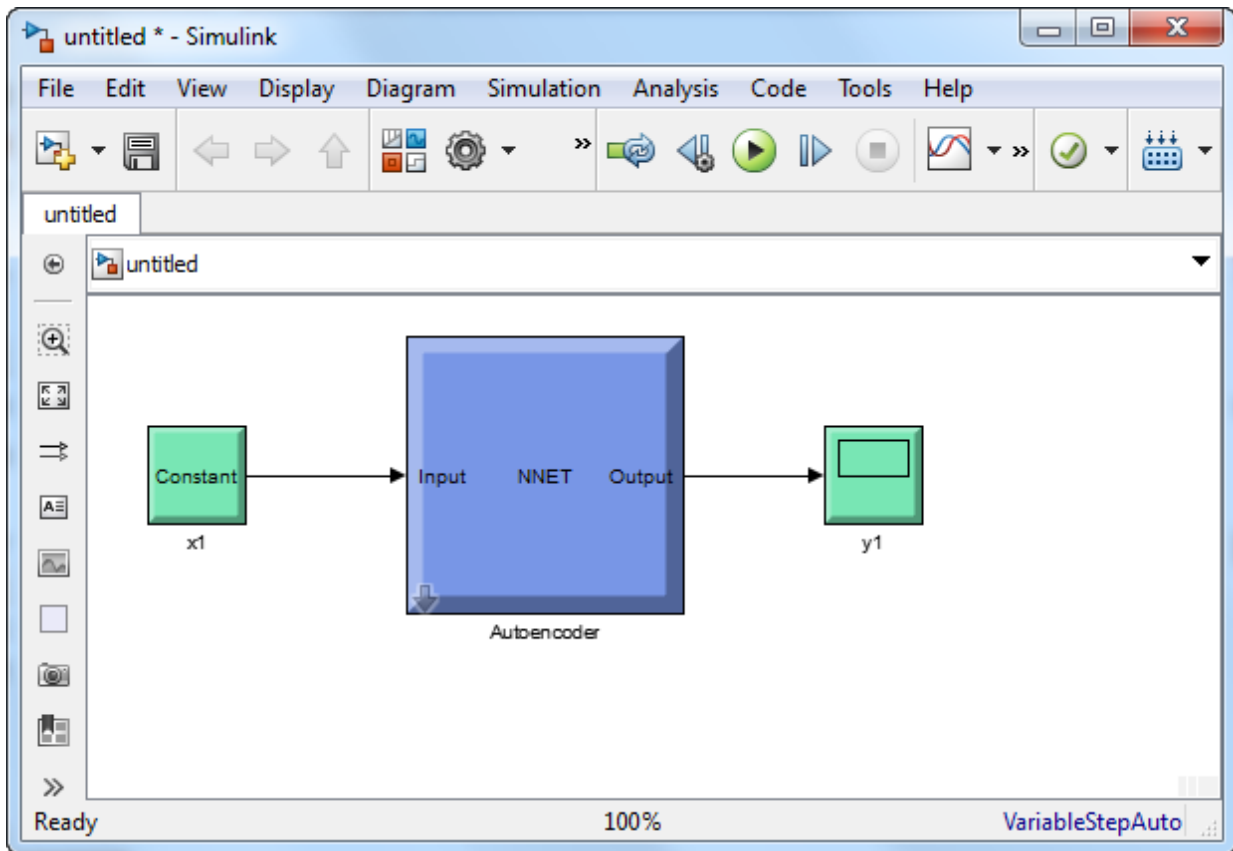 untitled * - Simulink
File Edit View Display Diagram Simulation Analysis Code Tools Help
untitled
untitled
Constant
x1
Input NNET Output
Autoencoder
y1
Ready 100% VariableStepAuto